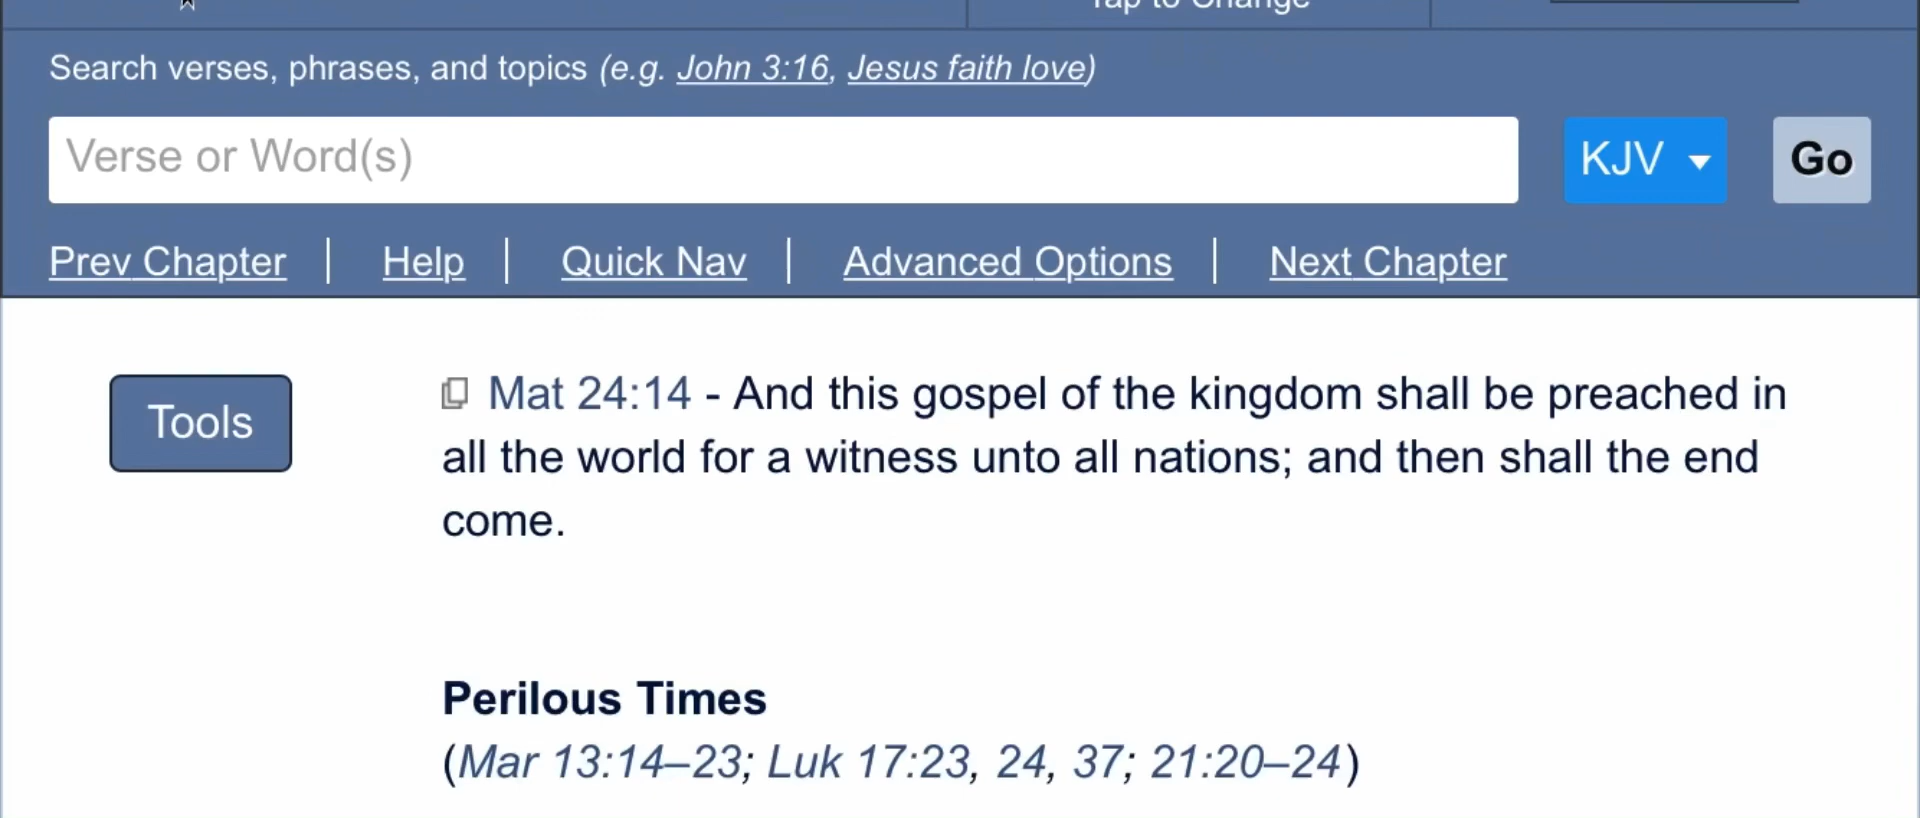 Tap to Change
Search verses, phrases, and topics (e.g. John 3:16, Jesus faith love)
Verse or Word(s)
KJV
Go
Prev Chapter | Help | Quick Nav | Advanced Options | Next Chapter
Tools
Mat 24:14 - And this gospel of the kingdom shall be preached in
all the world for a witness unto all nations; and then shall the end
come.
Perilous Times
(Mar 13:14–23; Luk 17:23, 24, 37; 21:20–24)